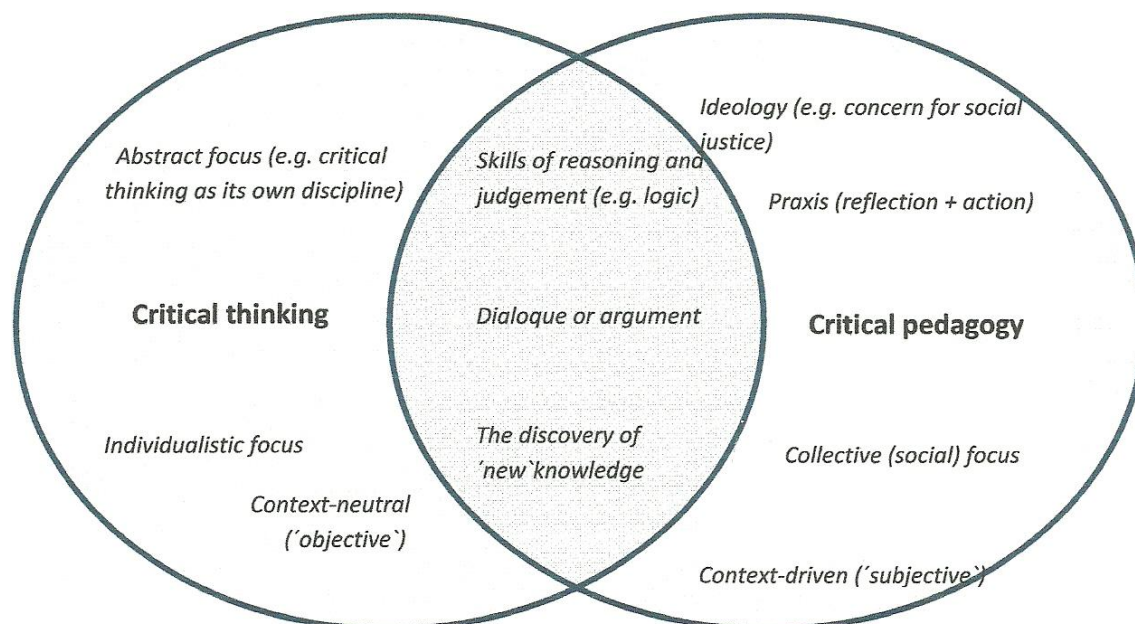 Abstract focus (e.g. critical
thinking as its own discipline)
Critical thinking
Individualistic focus
Context-neutral
(´objective`)
Skills of reasoning and
judgement (e.g. logic)
Dialoque or argument
The discovery of
´new`knowledge
Ideology (e.g. concern for social
justice)
Praxis (reflection + action)
Critical pedagogy
Collective (social) focus
Context-driven (´subjective`)